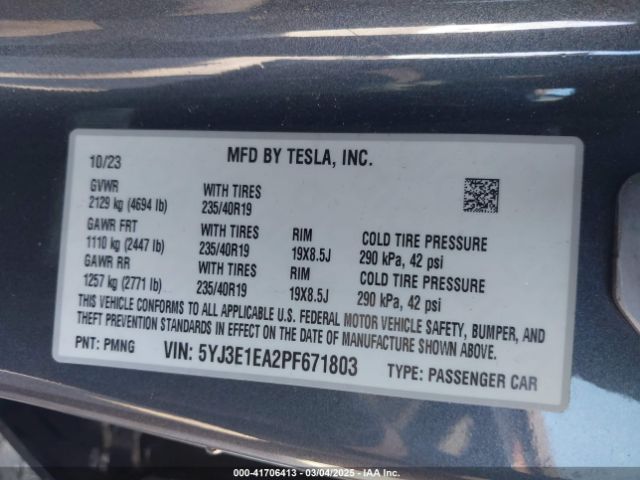 10/23 MFD BY TESLA, INC.
GVWR WITH TIRES
2129 kg (4694 lb) 235/40R19
GAWR FRT WITH TIRES RIM COLD TIRE PRESSURE
1110 kg (2447 lb) 235/40R19 19X8.5J 290 kPa, 42 psi
GAWR RR WITH TIRES RIM COLD TIRE PRESSURE
1257 kg (2771 lb) 235/40R19 19X8.5J 290 kPa, 42 psi
THIS VEHICLE CONFORMS TO ALL APPLICABLE U.S. FEDERAL MOTOR VEHICLE SAFETY, BUMPER, AND
THEFT PREVENTION STANDARDS IN EFFECT ON THE DATE OF MANUFACTURE SHOWN ABOVE.
PNT: PMNG VIN: 5YJ3E1EA2PF671803 TYPE: PASSENGER CAR
000-41706413 - 03/04/2025 - IAA Inc.